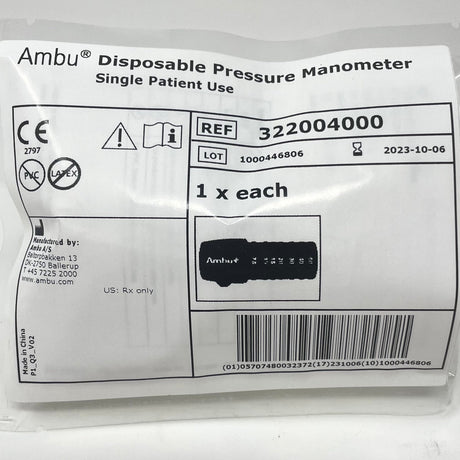 Ambu® Disposable Pressure Manometer
Single Patient Use
CE
2797
PVC
LATEX
REF 322004000
LOT 1000446806 2023-10-06
1 x each
Manufactured by:
Ambu A/S
Baltorpbakken 13
DK-2750 Ballerup
T +45 7225 2000
www.ambu.com
US: Rx only
Ambu
Made in China
P1_Q3_V02
(01)05707480032372(17)231006(10)1000446806